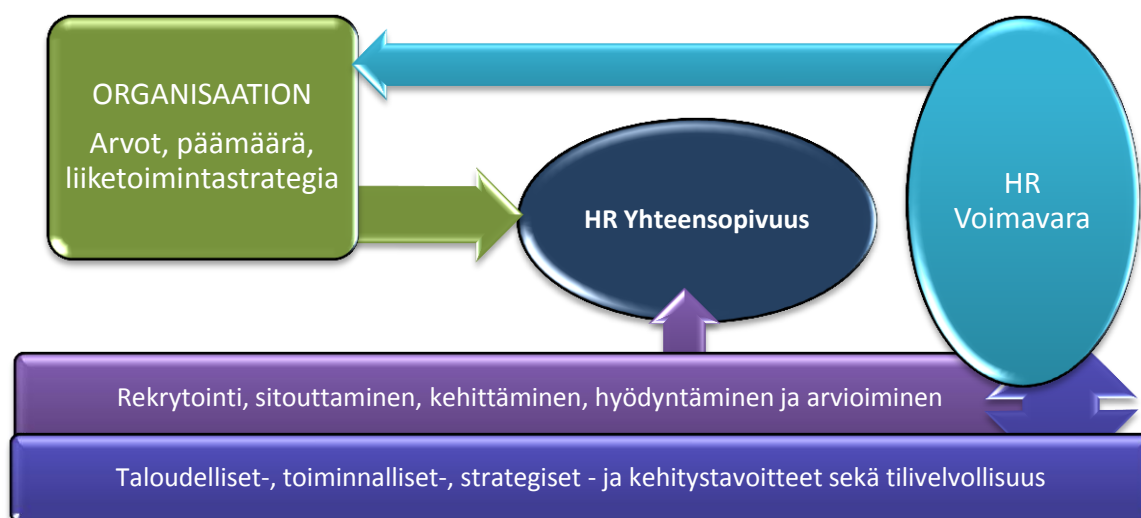 ORGANISAATION
Arvot, päämäärä,
liiketoimintastrategia
HR Yhteensopivuus
HR
Voimavara
Rekrytointi, sitouttaminen, kehittäminen, hyödyntäminen ja arvioiminen
Taloudelliset-, toiminnalliset-, strategiset - ja kehitystavoitteet sekä tilivelvollisuus